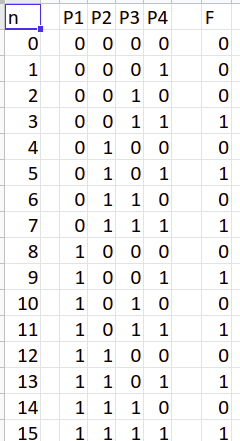 n P1 P2 P3 P4 F
0 0 0 0 0 0
1 0 0 0 1 0
2 0 0 1 0 0
3 0 0 1 1 1
4 0 1 0 0 0
5 0 1 0 1 1
6 0 1 1 0 0
7 0 1 1 1 1
8 1 0 0 0 0
9 1 0 0 1 1
10 1 0 1 0 0
11 1 0 1 1 1
12 1 1 0 0 0
13 1 1 0 1 1
14 1 1 1 0 0
15 1 1 1 1 1